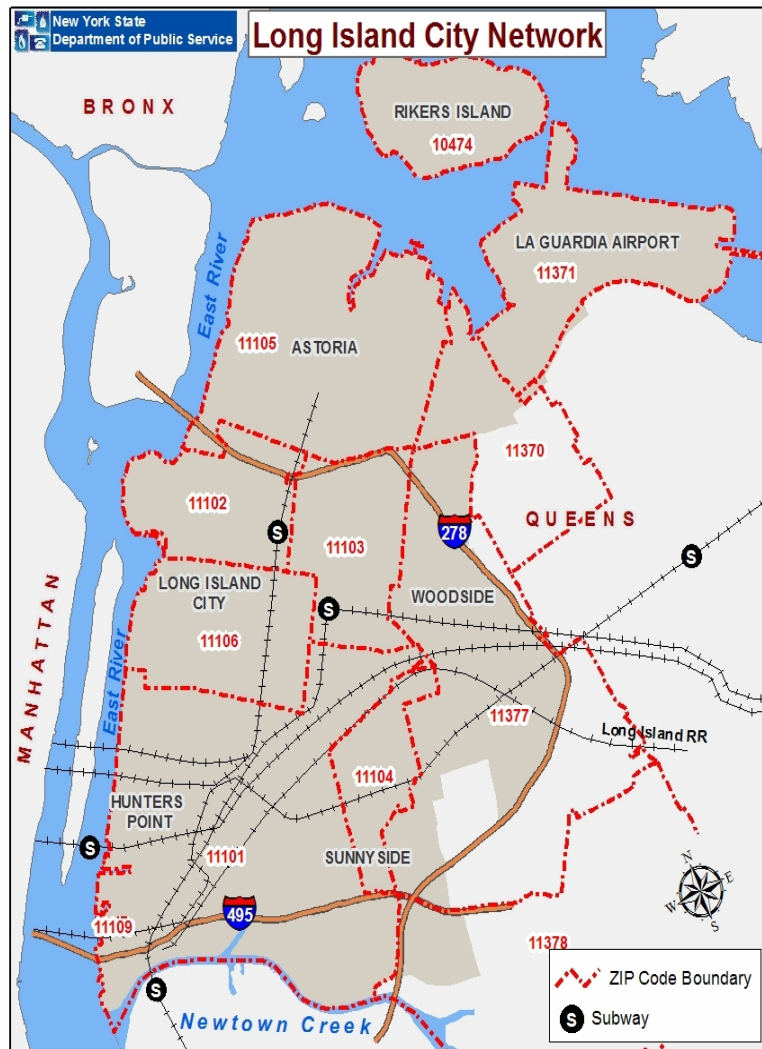 New York State
Department of Public Service
Long Island City Network
BRONX
RIKERS ISLAND
10474
LA GUARDIA AIRPORT
11371
East River
11105
ASTORIA
11370
11102
278
QUEENS
S
11103
S
LONG ISLAND
CITY
WOODSIDE
S
11106
MANHATTAN
East River
11377
Long Island RR
11104
HUNTERS
POINT
S
11101
SUNNYSIDE
N
E
W
S
495
11109
11378
ZIP Code Boundary
S
Newtown Creek
S Subway